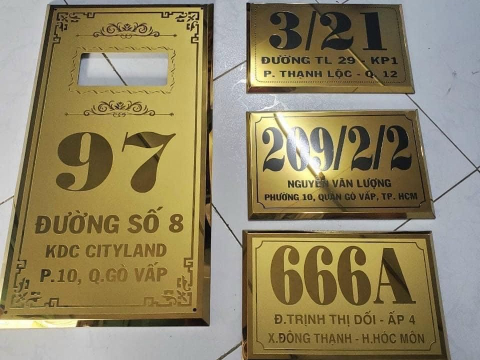 97
ĐƯỜNG SỐ 8
KDC CITYLAND
P.10, Q.GÒ VẤP
3/21
ĐƯỜNG TL 29 - KP1
P. THẠNH LỘC - Q. 12
209/2/2
NGUYỄN VĂN LƯỢNG
PHƯỜNG 10, QUẬN GÒ VẤP, TP. HCM
666A
Đ.TRỊNH THỊ DỐI - ẤP 4
X.ĐÔNG THẠNH - H.HÓC MÔN